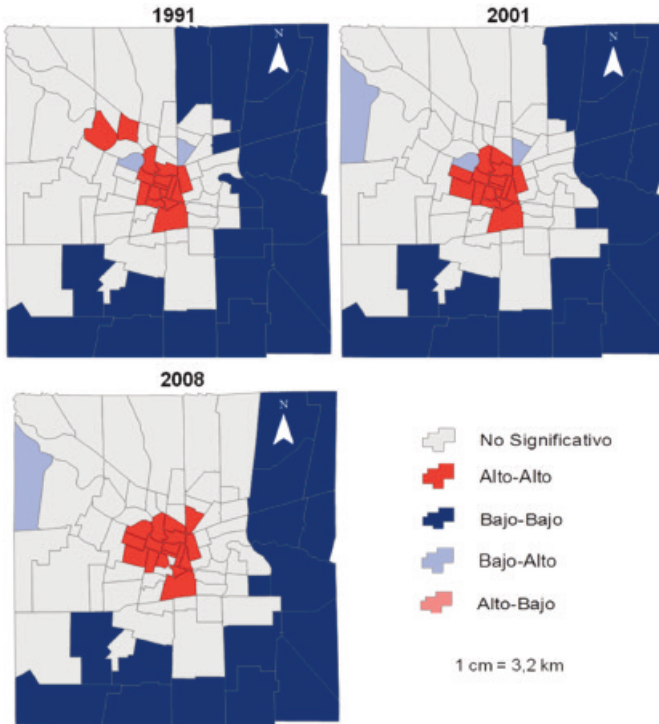 1991
2001
N
N
2008
N
No Significativo
Alto-Alto
Bajo-Bajo
Bajo-Alto
Alto-Bajo
1 cm = 3,2 km